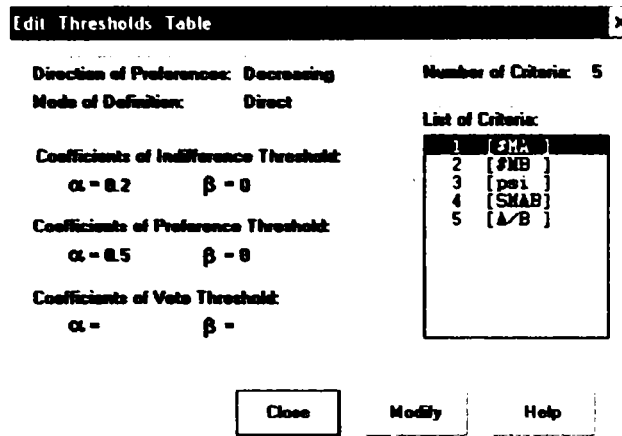 Edit Thresholds Table
x
Direction of Preferences: Decreasing
Mode of Definition: Direct
Number of Criteria: 5
List of Criteria:
1 [$MA ]
2 [$MB ]
3 [psi ]
4 [SMAB]
5 [A/B ]
Coefficients of Indifference Threshold:
α = 0.2 β = 0
Coefficients of Preference Threshold:
α = 0.5 β = 0
Coefficients of Veto Threshold:
α = β =
Close Modify Help